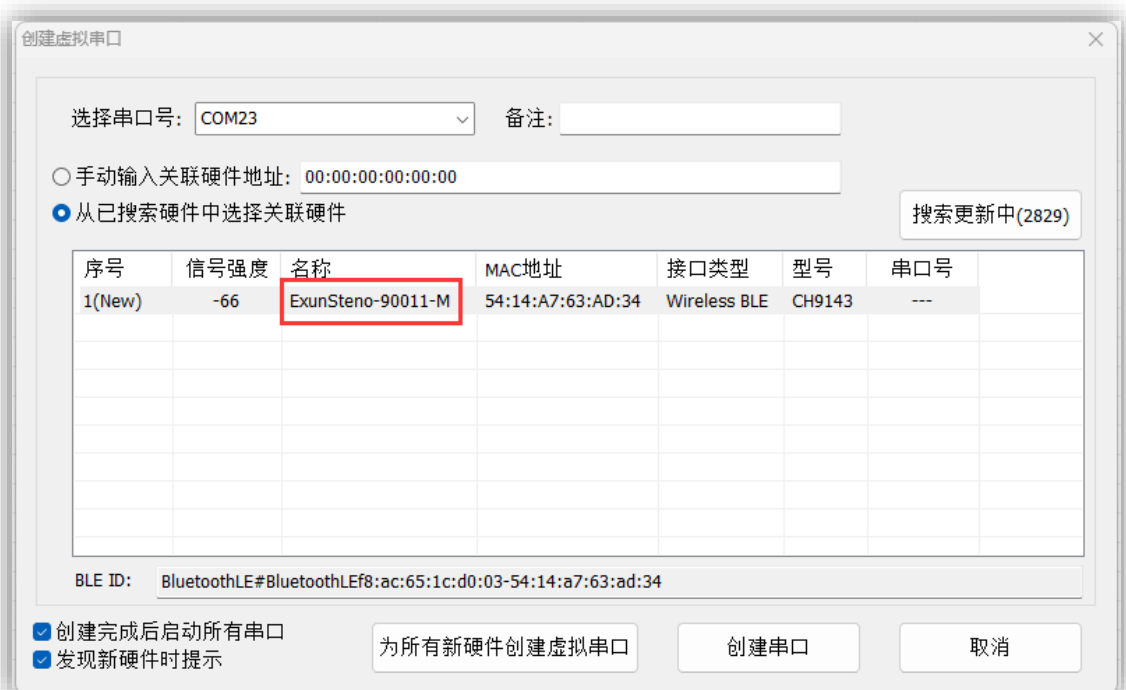 创建虚拟串口
选择串口号: COM23 备注:
手动输入关联硬件地址: 00:00:00:00:00:00
从已搜索硬件中选择关联硬件 搜索更新中(2829)
序号 信号强度 名称 MAC地址 接口类型 型号 串口号
1(New) -66 ExunSteno-90011-M 54:14:A7:63:AD:34 Wireless BLE CH9143 ---
BLE ID: BluetoothLE#BluetoothLEf8:ac:65:1c:d0:03-54:14:a7:63:ad:34
创建完成后启动所有串口
发现新硬件时提示
为所有新硬件创建虚拟串口 创建串口 取消